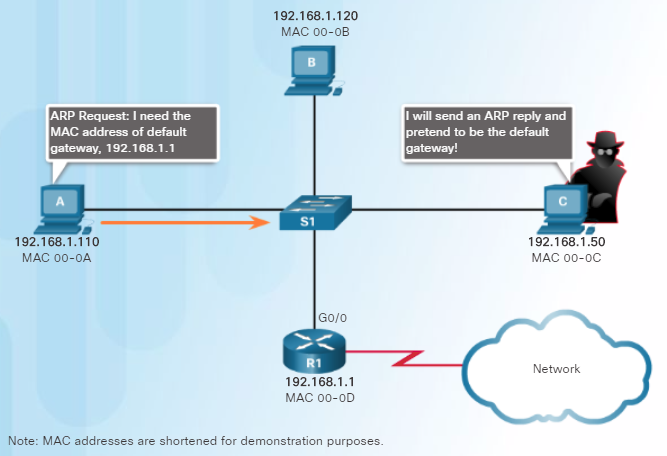 192.168.1.120
MAC 00-0B
B
ARP Request: I need the
MAC address of default
gateway, 192.168.1.1
I will send an ARP reply and
pretend to be the default
gateway!
A
S1
C
192.168.1.110
MAC 00-0A
192.168.1.50
MAC 00-0C
G0/0
R1
192.168.1.1
MAC 00-0D
Network
Note: MAC addresses are shortened for demonstration purposes.